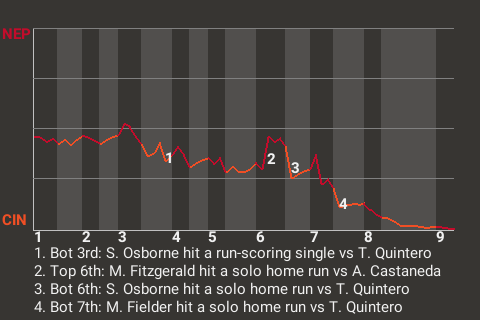 NEP
1
2
3
4
CIN
1 2 3 4 5 6 7 8 9
1. Bot 3rd: S. Osborne hit a run-scoring single vs T. Quintero
2. Top 6th: M. Fitzgerald hit a solo home run vs A. Castaneda
3. Bot 6th: S. Osborne hit a solo home run vs T. Quintero
4. Bot 7th: M. Fielder hit a solo home run vs T. Quintero